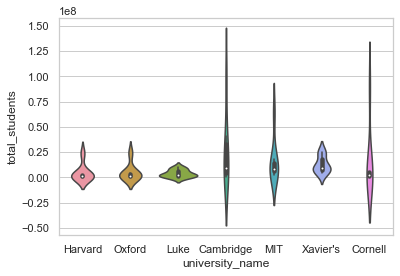 1e8
1.50
1.25
1.00
0.75
0.50
0.25
0.00
−0.25
−0.50
total_students
Harvard Oxford Luke Cambridge MIT Xavier's Cornell
university_name